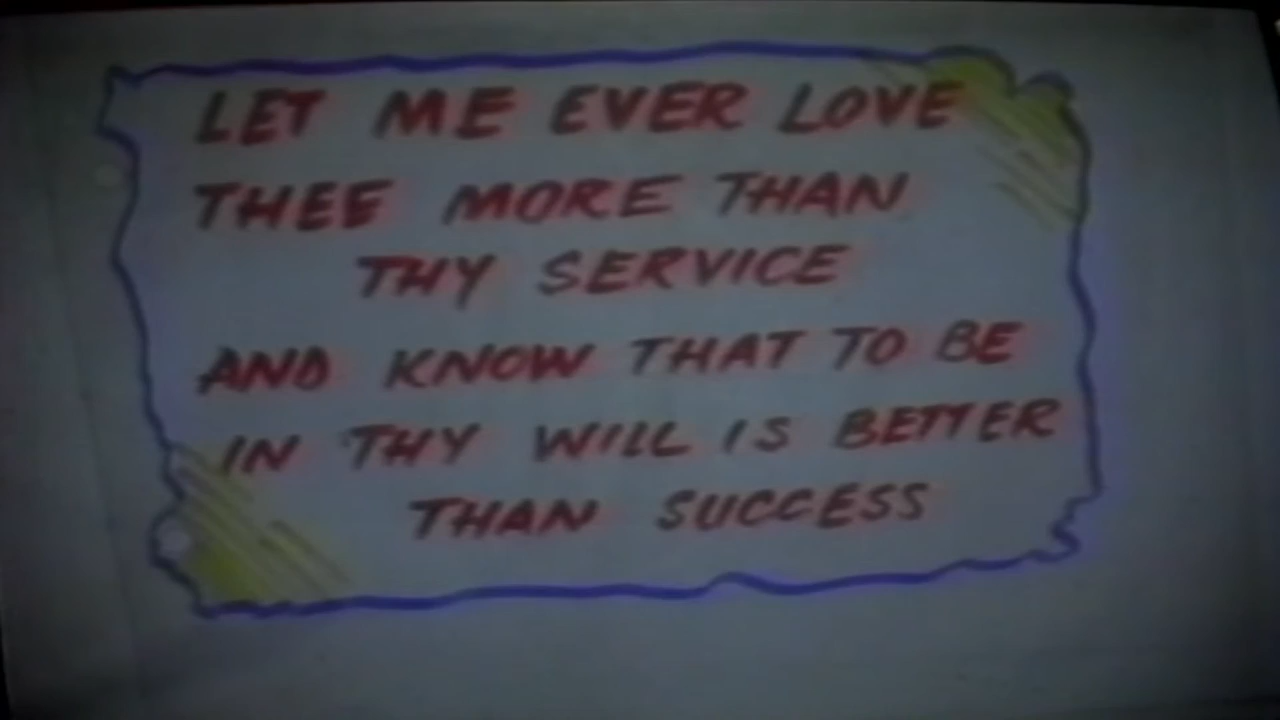 LET ME EVER LOVE
THEE MORE THAN
THY SERVICE
AND KNOW THAT TO BE
IN THY WILL IS BETTER
THAN SUCCESS